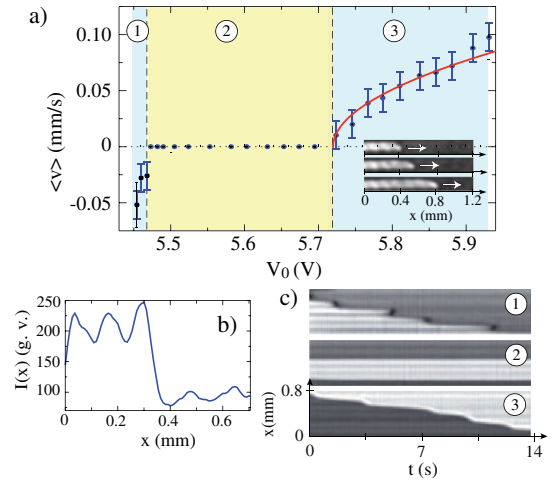 a)
1
2
3
0.10
0.05
0
-0.05
<v> (mm/s)
0 0.4 0.8 1.2
x (mm)
5.5 5.6 5.7 5.8 5.9
V₀ (V)
b)
250
200
150
100
I(x) (g. v.)
0 0.2 0.4 0.6
x (mm)
c)
1
2
3
0.8
0
x(mm)
0 7 14
t (s)